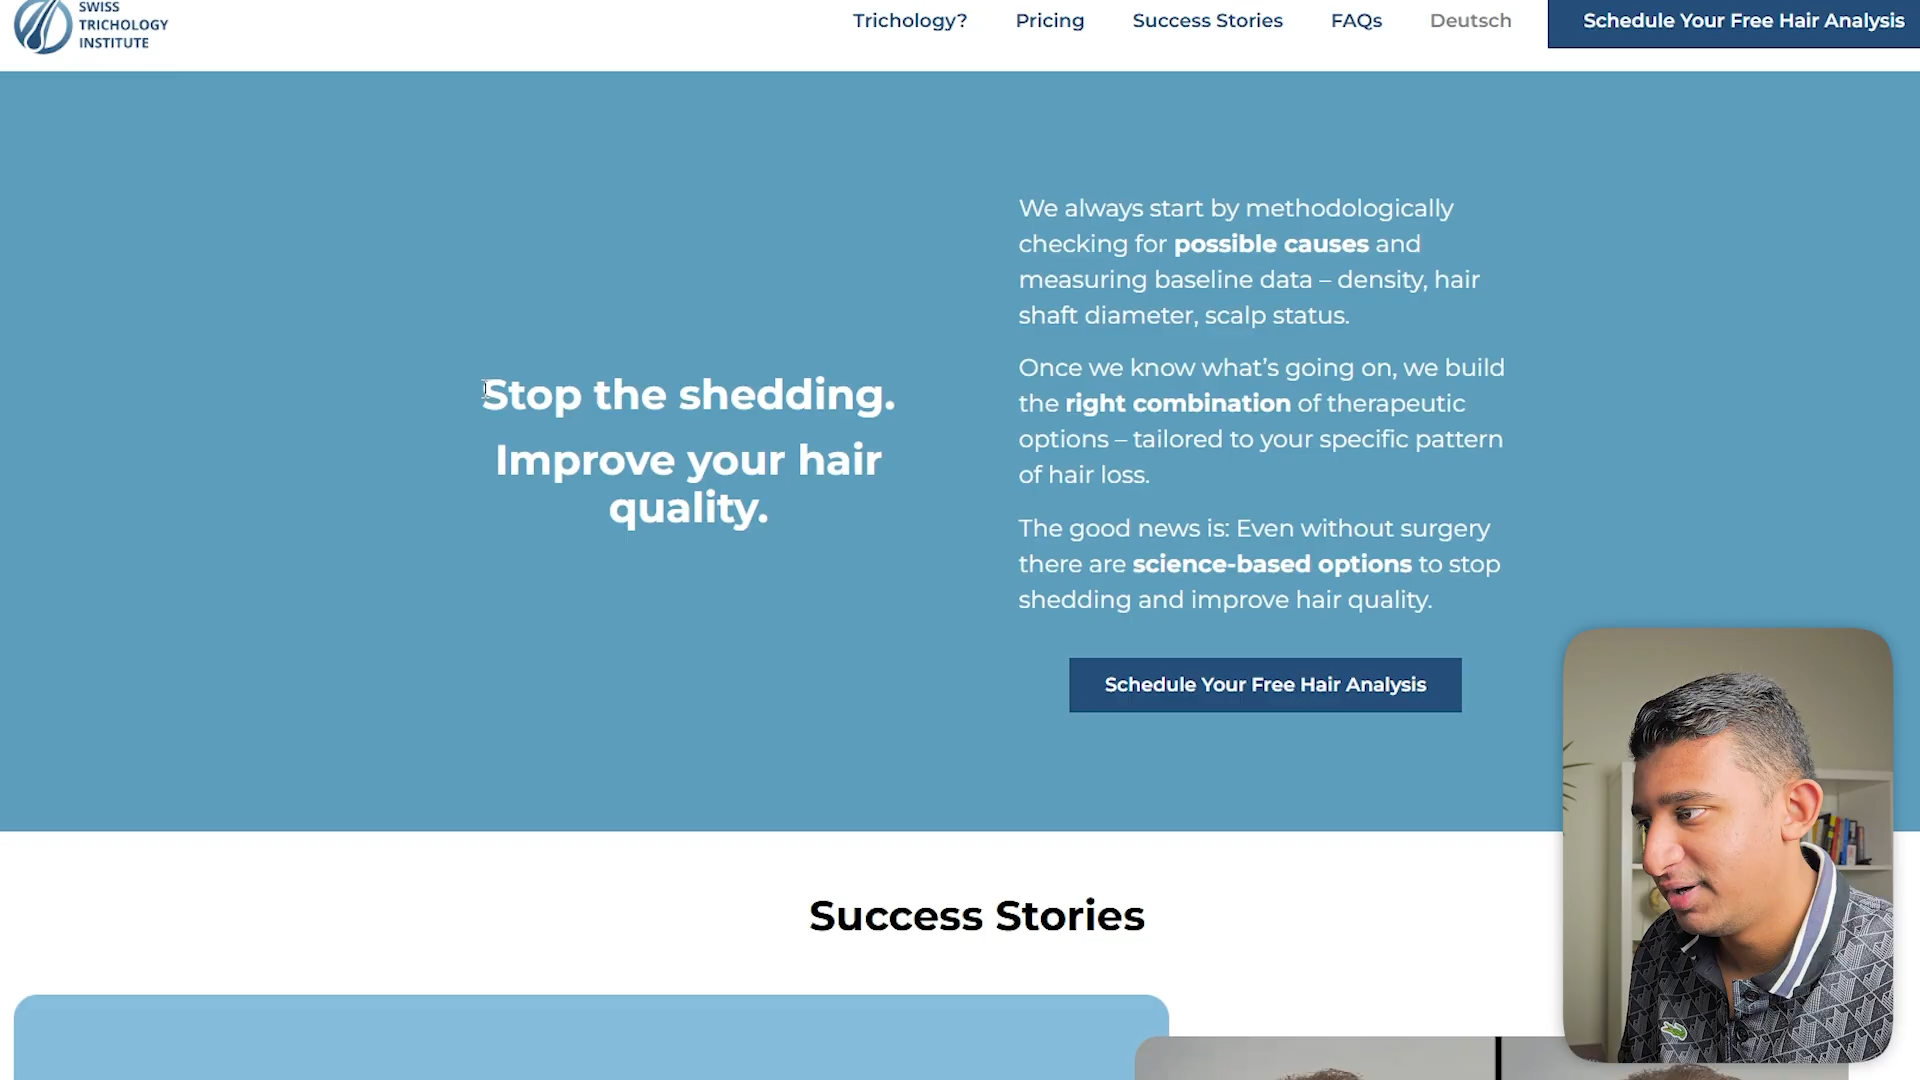 SWISS
TRICHOLOGY
INSTITUTE
Trichology?
Pricing
Success Stories
FAQs
Deutsch
Schedule Your Free Hair Analysis
Stop the shedding.
Improve your hair
quality.
We always start by methodologically
checking for possible causes and
measuring baseline data – density, hair
shaft diameter, scalp status.
Once we know what’s going on, we build
the right combination of therapeutic
options – tailored to your specific pattern
of hair loss.
The good news is: Even without surgery
there are science-based options to stop
shedding and improve hair quality.
Schedule Your Free Hair Analysis
Success Stories